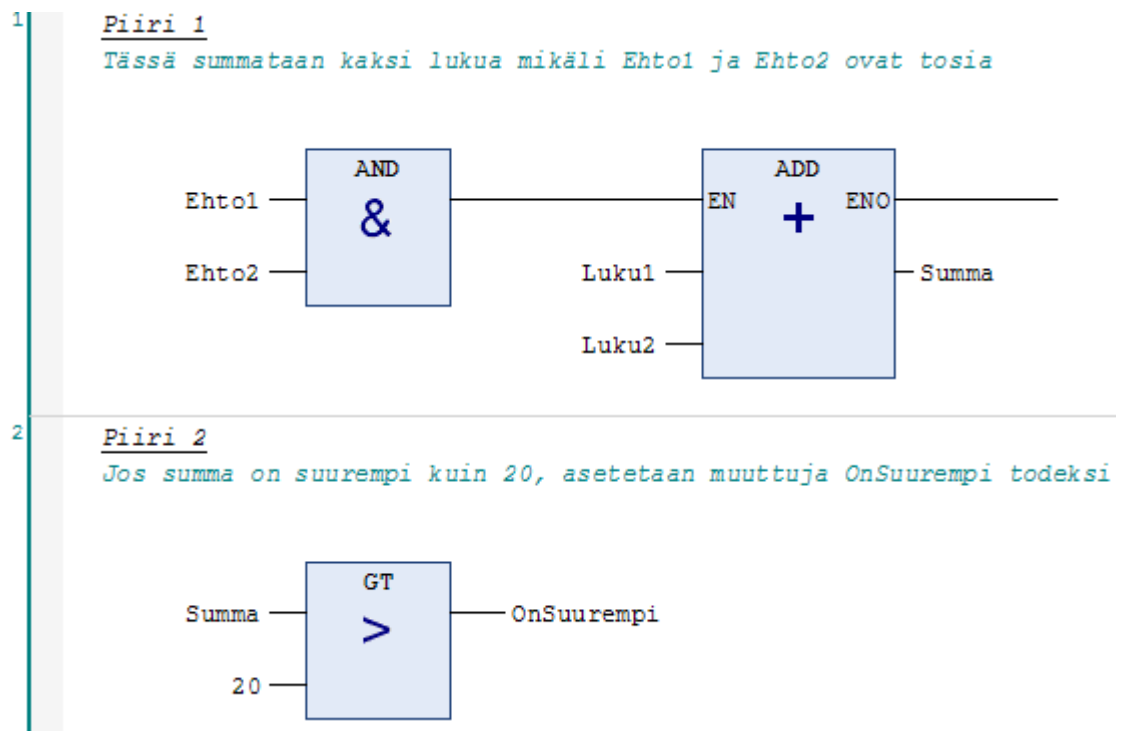 1
Piiri 1
Tässä summataan kaksi lukua mikäli Ehto1 ja Ehto2 ovat tosia
AND
&
Ehto1
Ehto2
ADD
EN + ENO
Luku1
Luku2
Summa
2
Piiri 2
Jos summa on suurempi kuin 20, asetetaan muuttuja OnSuurempi todeksi
GT
>
Summa
20
OnSuurempi